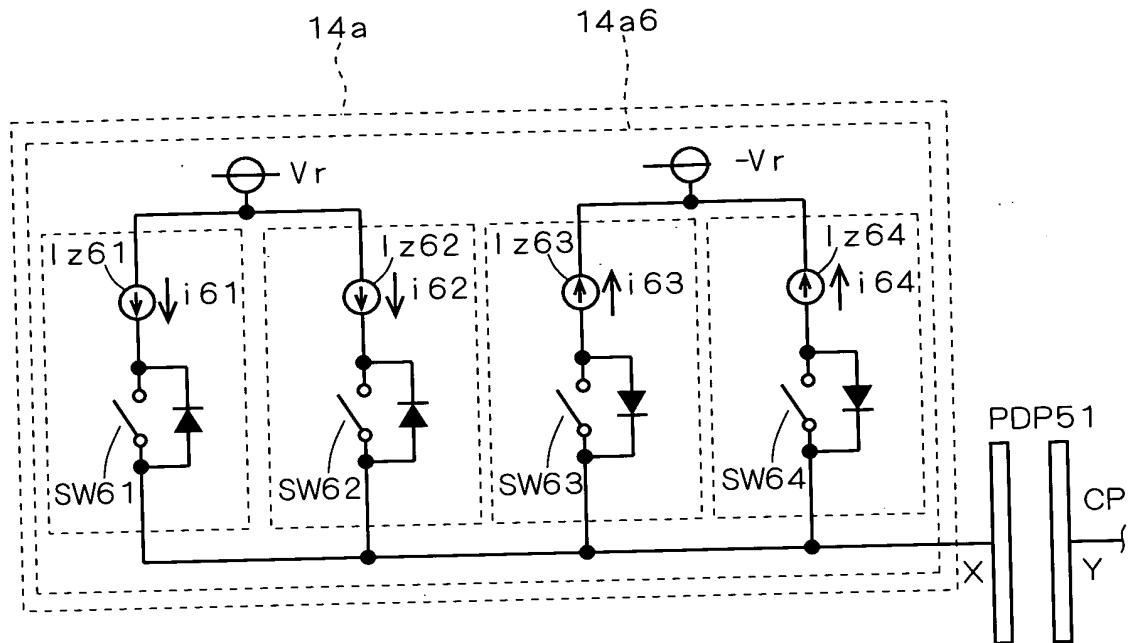 14a
14a6
Vr
-Vr
Iz61
i61
Iz62
i62
Iz63
i63
Iz64
i64
SW61
SW62
SW63
SW64
PDP51
CP
X
Y